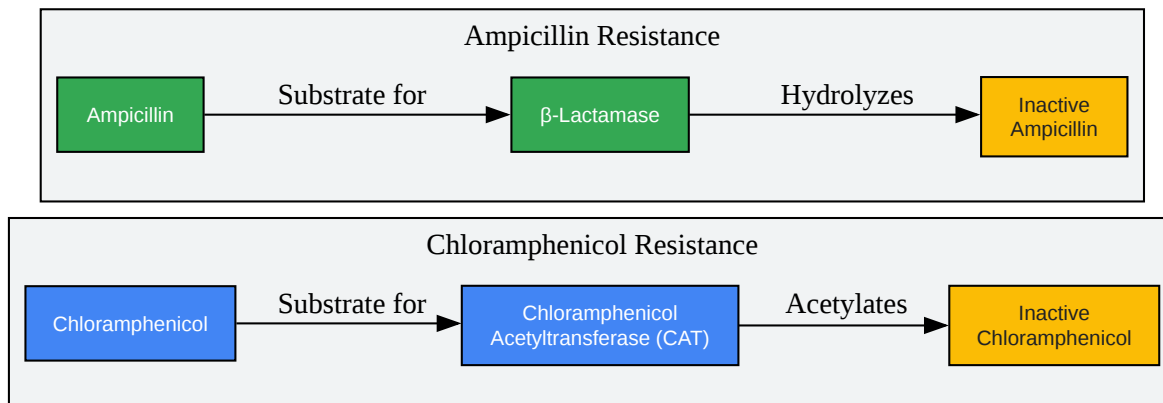 Ampicillin Resistance
Ampicillin
Substrate for
β-Lactamase
Hydrolyzes
Inactive
Ampicillin
Chloramphenicol Resistance
Chloramphenicol
Substrate for
Chloramphenicol
Acetyltransferase (CAT)
Acetylates
Inactive
Chloramphenicol